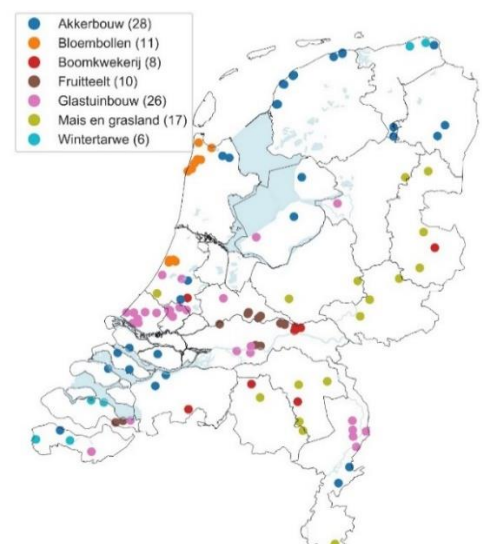 Akkerbouw (28)
Bloembollen (11)
Boomkwekerij (8)
Fruitteelt (10)
Glastuinbouw (26)
Mais en grasland (17)
Wintertarwe (6)